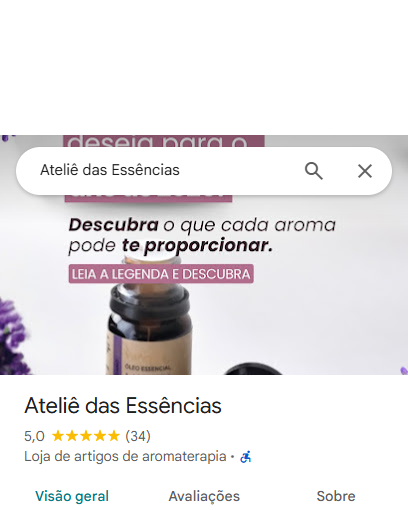 deseja para o
Ateliê das Essências
Descubra o que cada aroma
pode te proporcionar.
LEIA A LEGENDA E DESCUBRA
ÓLEO ESSENCIAL
Ateliê das Essências
5,0 (34)
Loja de artigos de aromaterapia ·
Visão geral Avaliações Sobre